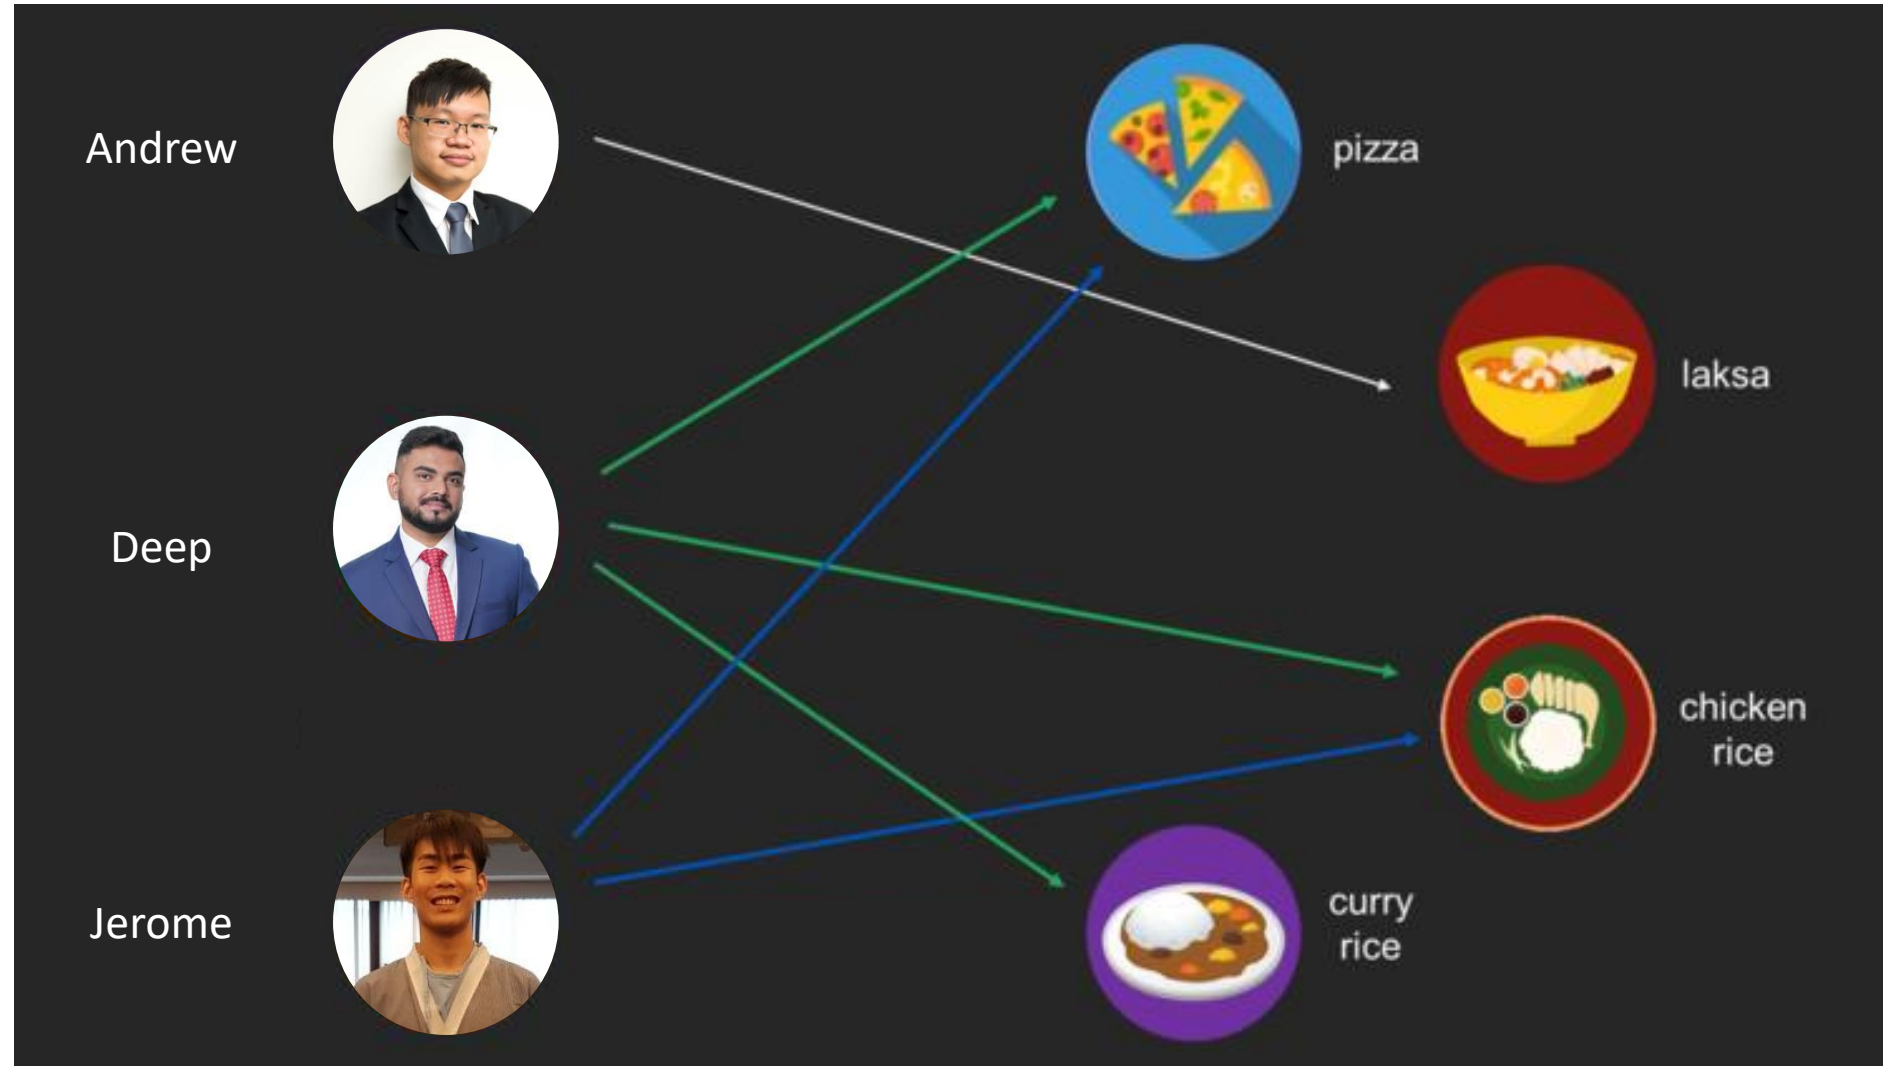 Andrew
pizza
laksa
Deep
chicken
rice
Jerome
curry
rice